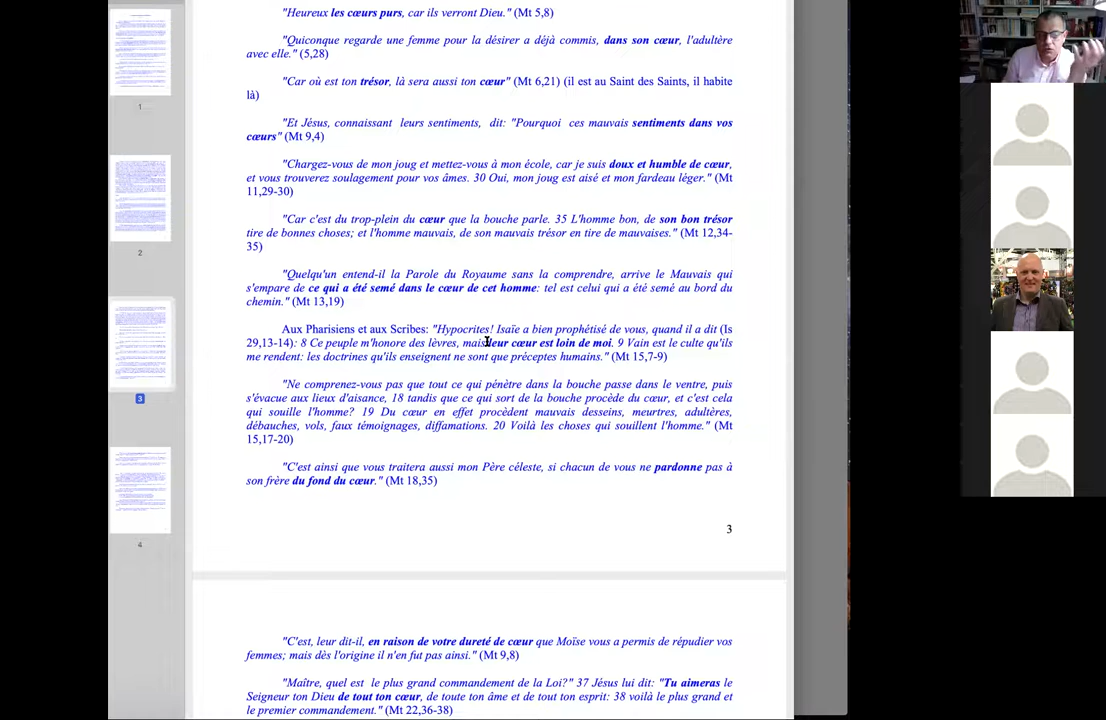 "Heureux les cœurs purs, car ils verront Dieu." (Mt 5,8)
"Quiconque regarde une femme pour la désirer a déjà commis, dans son cœur, l'adultère
avec elle." (5,28)
"Car où est ton trésor, là sera aussi ton cœur" (Mt 6,21) (il est au Saint des Saints, il habite
là)
"Et Jésus, connaissant leurs sentiments, dit: "Pourquoi ces mauvais sentiments dans vos
cœurs" (Mt 9,4)
"Chargez-vous de mon joug et mettez-vous à mon école, car je suis doux et humble de cœur,
et vous trouverez soulagement pour vos âmes. 30 Oui, mon joug est aisé et mon fardeau léger." (Mt
11,29-30)
"Car c'est du trop-plein du cœur que la bouche parle. 35 L'homme bon, de son bon trésor
tire de bonnes choses; et l'homme mauvais, de son mauvais trésor en tire de mauvaises." (Mt 12,34-
35)
"Quelqu'un entend-il la Parole du Royaume sans la comprendre, arrive le Mauvais qui
s'empare de ce qui a été semé dans le cœur de cet homme: tel est celui qui a été semé au bord du
chemin." (Mt 13,19)
Aux Pharisiens et aux Scribes: "Hypocrites! Isaïe a bien prophétisé de vous, quand il a dit (Is
29,13-14): 8 Ce peuple m'honore des lèvres, mais leur cœur est loin de moi. 9 Vain est le culte qu'ils
me rendent: les doctrines qu'ils enseignent ne sont que préceptes humains." (Mt 15,7-9)
"Ne comprenez-vous pas que tout ce qui pénètre dans la bouche passe dans le ventre, puis
s'évacue aux lieux d'aisance, 18 tandis que ce qui sort de la bouche procède du cœur, et c'est cela
qui souille l'homme? 19 Du cœur en effet procèdent mauvais desseins, meurtres, adultères,
débauches, vols, faux témoignages, diffamations. 20 Voilà les choses qui souillent l'homme." (Mt
15,17-20)
"C'est ainsi que vous traitera aussi mon Père céleste, si chacun de vous ne pardonne pas à
son frère du fond du cœur." (Mt 18,35)
3
"C'est, leur dit-il, en raison de votre dureté de cœur que Moïse vous a permis de répudier vos
femmes; mais dès l'origine il n'en fut pas ainsi." (Mt 9,8)
"Maître, quel est le plus grand commandement de la Loi?" 37 Jésus lui dit: "Tu aimeras le
Seigneur ton Dieu de tout ton cœur, de toute ton âme et de tout ton esprit: 38 voilà le plus grand et
le premier commandement." (Mt 22,36-38)
1
2
3
4